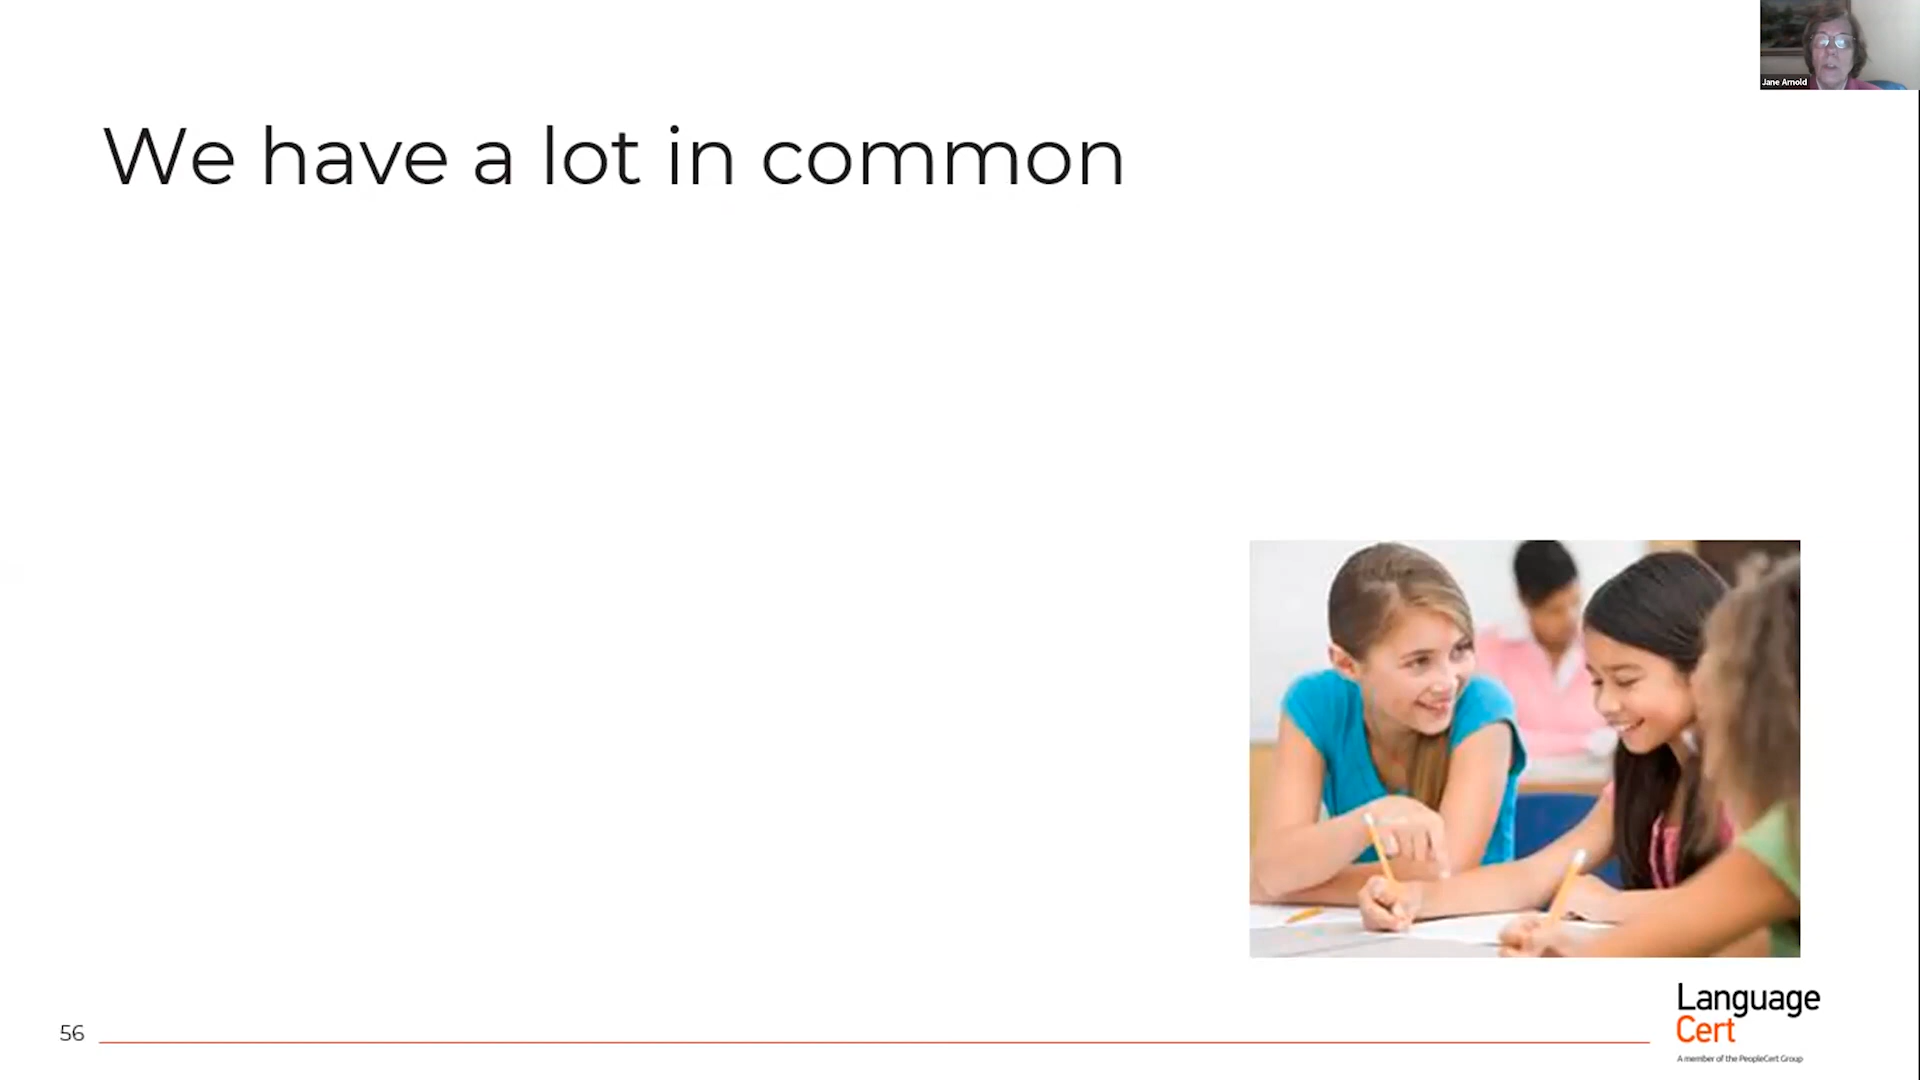 Jane Arnold
We have a lot in common
56
Language
Cert
A member of the PeopleCert Group